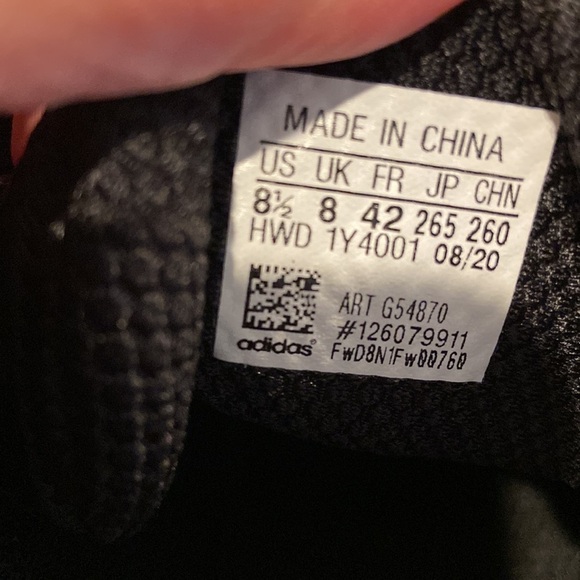 MADE IN CHINA
US UK FR JP CHN
8½ 8 42 265 260
HWD 1Y4001 08/20
ART G54870
#126079911
adidas® FwD8N1Fw00760